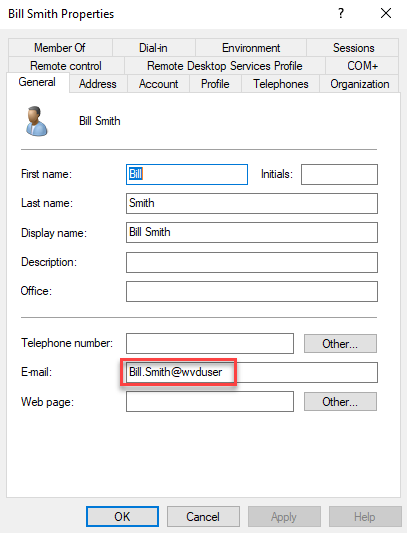 Bill Smith Properties ? ×
Member Of Dial-in Environment Sessions
Remote control Remote Desktop Services Profile COM+
General Address Account Profile Telephones Organization
Bill Smith
First name: Bill Initials:
Last name: Smith
Display name: Bill Smith
Description:
Office:
Telephone number: Other...
E-mail: Bill.Smith@wvduser
Web page: Other...
OK Cancel Apply Help